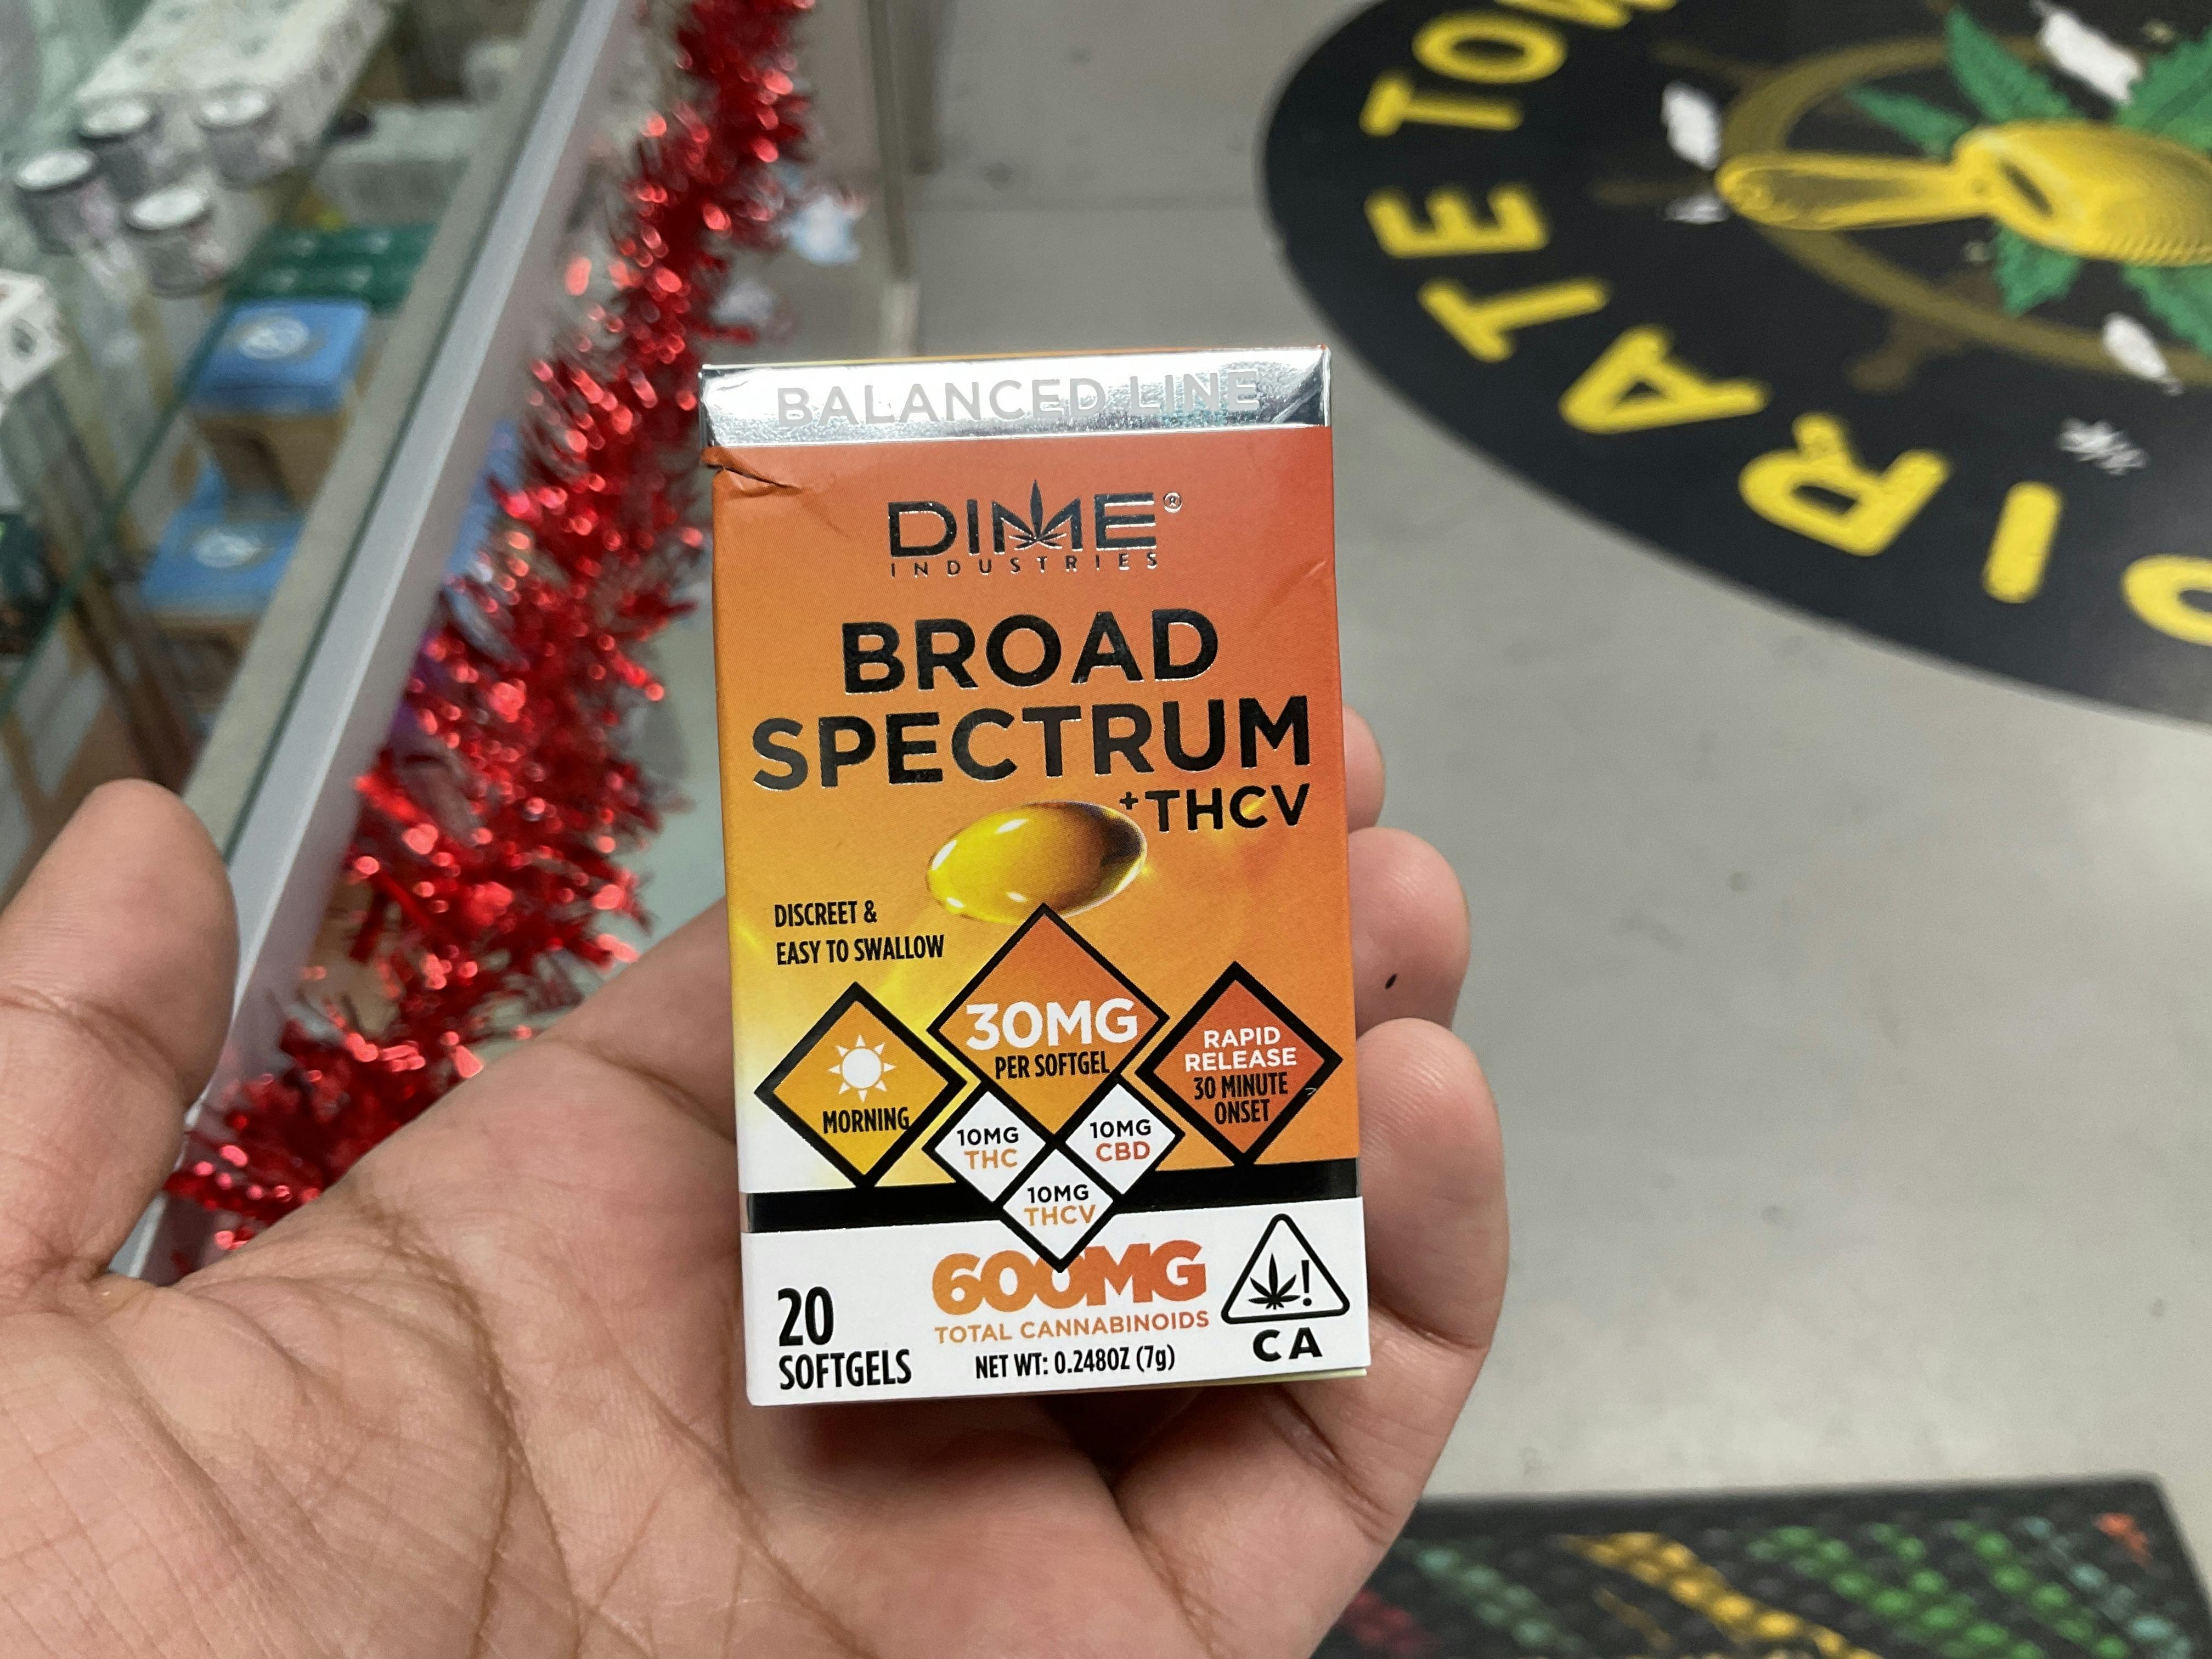 BALANCED LINE
DIME®
INDUSTRIES
BROAD
SPECTRUM
+THCV
DISCREET &
EASY TO SWALLOW
30MG
PER SOFTGEL
MORNING
RAPID
RELEASE
30 MINUTE
ONSET
10MG
THC
10MG
CBD
10MG
THCV
600MG
TOTAL CANNABINOIDS
20
SOFTGELS
NET WT: 0.248OZ (7g)
!
CA
PIRATE